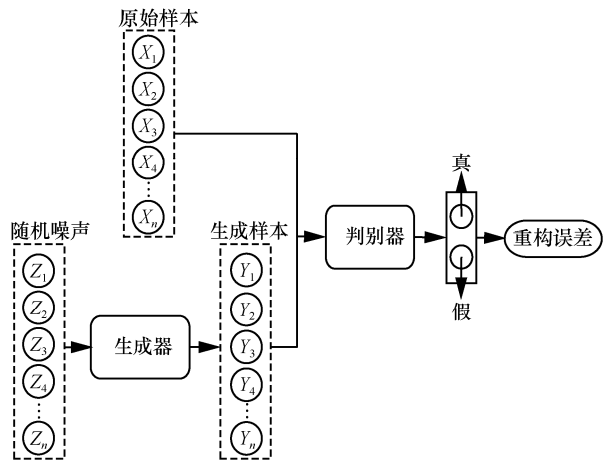 原始样本
X1
X2
X3
X4
Xn
随机噪声
Z1
Z2
Z3
Z4
Zn
生成器
生成样本
Y1
Y2
Y3
Y4
Yn
判别器
真
假
重构误差